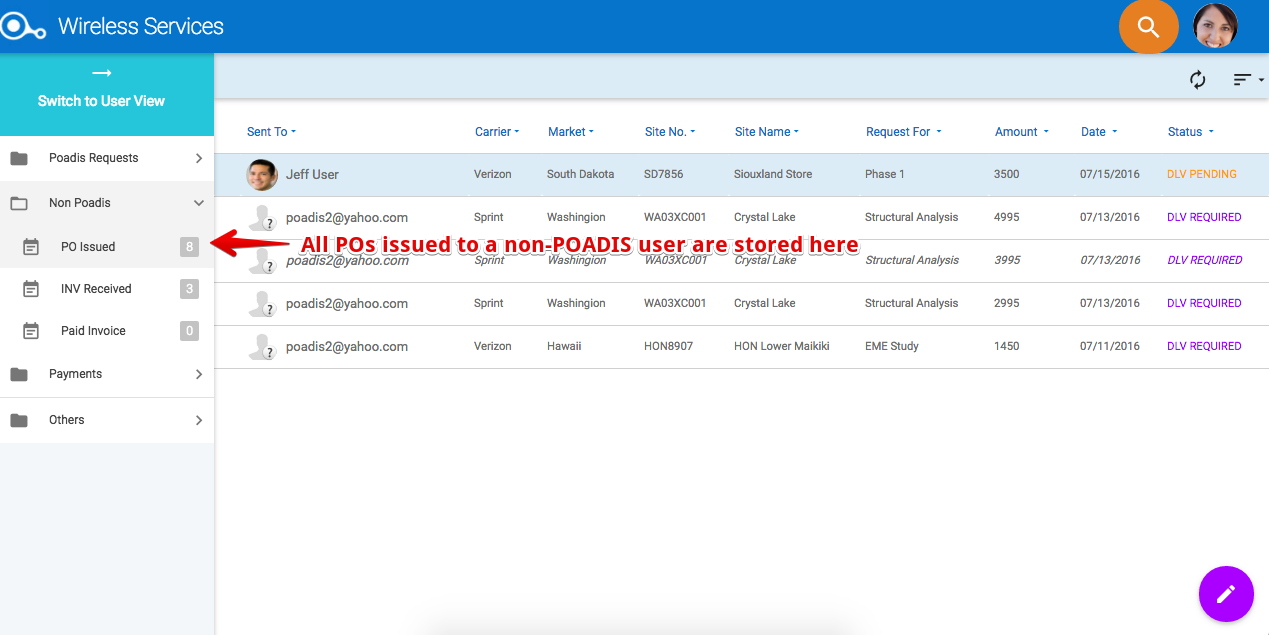 Wireless Services
Switch to User View
Poadis Requests
Non Poadis
PO Issued 8
INV Received 3
Paid Invoice 0
Payments
Others
Sent To Carrier Market Site No. Site Name Request For Amount Date Status
Jeff User Verizon South Dakota SD7856 Siouxland Store Phase 1 3500 07/15/2016 DLV PENDING
? poadis2@yahoo.com Sprint Washingion WA03XC001 Crystal Lake Structural Analysis 4995 07/13/2016 DLV REQUIRED
All POs issued to a non-POADIS user are stored here
? poadis2@yahoo.com Sprint Washingion WA03XC001 Crystal Lake Structural Analysis 3995 07/13/2016 DLV REQUIRED
? poadis2@yahoo.com Sprint Washingion WA03XC001 Crystal Lake Structural Analysis 2995 07/13/2016 DLV REQUIRED
? poadis2@yahoo.com Verizon Hawaii HON8907 HON Lower Maikiki EME Study 1450 07/11/2016 DLV REQUIRED